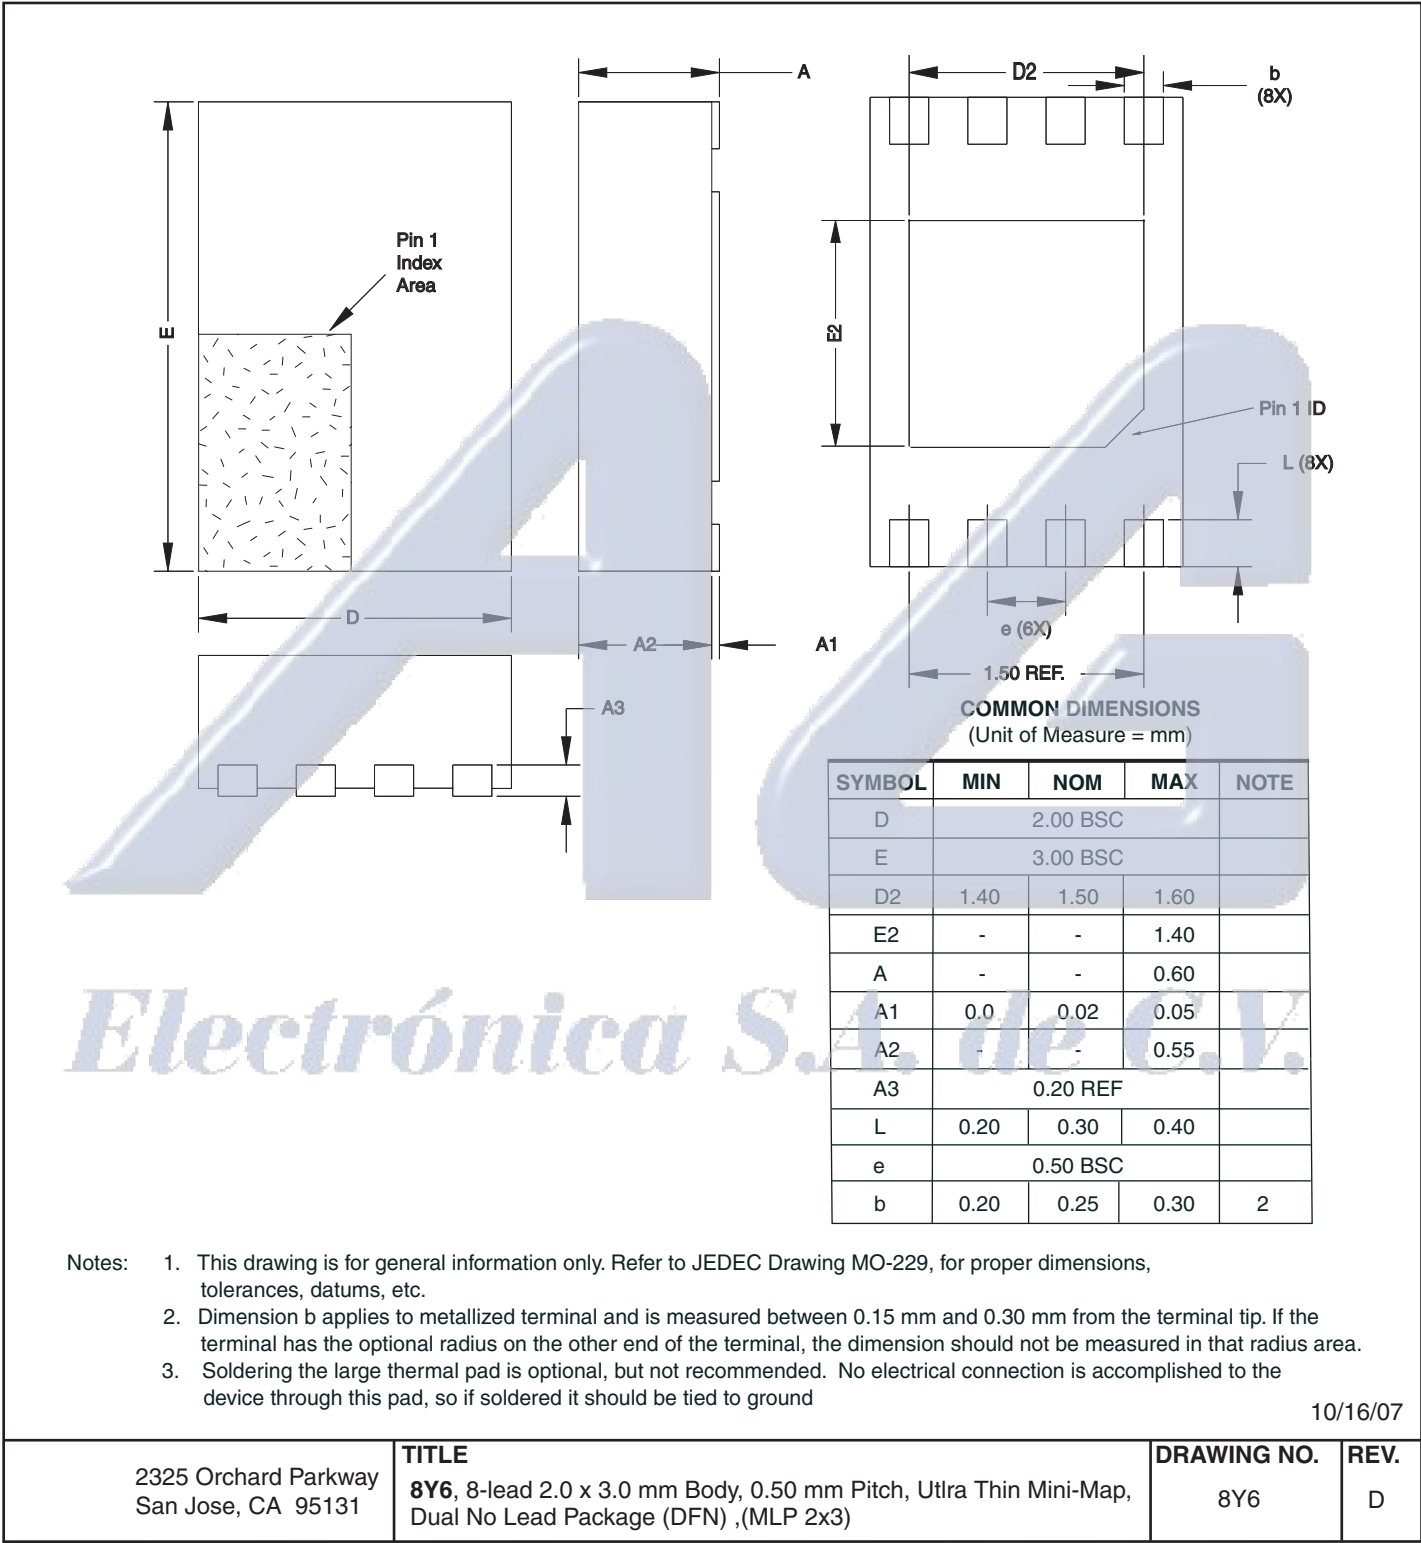 A
D2
b
(8X)
Pin 1
Index
Area
E
E2
Pin 1 ID
L (8X)
D
A2
A1
e (6X)
1.50 REF.
A3
COMMON DIMENSIONS
(Unit of Measure = mm)
SYMBOL MIN NOM MAX NOTE
D 2.00 BSC
E 3.00 BSC
D2 1.40 1.50 1.60
E2 - - 1.40
A - - 0.60
A1 0.0 0.02 0.05
A2 - - 0.55
A3 0.20 REF
L 0.20 0.30 0.40
e 0.50 BSC
b 0.20 0.25 0.30 2
Electrónica S.A. de C.V.
Notes: 1. This drawing is for general information only. Refer to JEDEC Drawing MO-229, for proper dimensions,
tolerances, datums, etc.
2. Dimension b applies to metallized terminal and is measured between 0.15 mm and 0.30 mm from the terminal tip. If the
terminal has the optional radius on the other end of the terminal, the dimension should not be measured in that radius area.
3. Soldering the large thermal pad is optional, but not recommended. No electrical connection is accomplished to the
device through this pad, so if soldered it should be tied to ground
10/16/07
2325 Orchard Parkway
San Jose, CA 95131
TITLE
8Y6, 8-lead 2.0 x 3.0 mm Body, 0.50 mm Pitch, Utlra Thin Mini-Map,
Dual No Lead Package (DFN) ,(MLP 2x3)
DRAWING NO.
8Y6
REV.
D